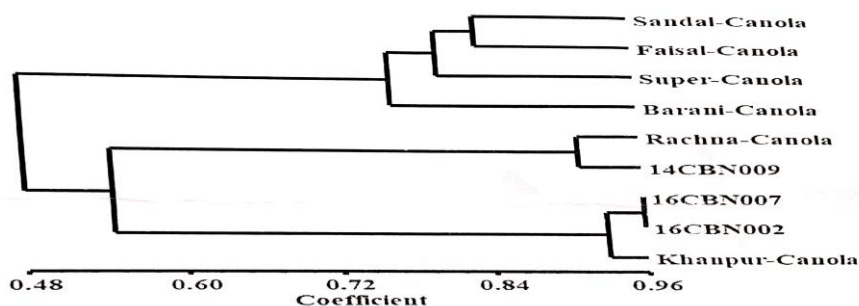 Sandal-Canola
Faisal-Canola
Super-Canola
Barani-Canola
Rachna-Canola
14CBN009
16CBN007
16CBN002
Khanpur-Canola
0.48 0.60 0.72 0.84 0.96
Coefficient